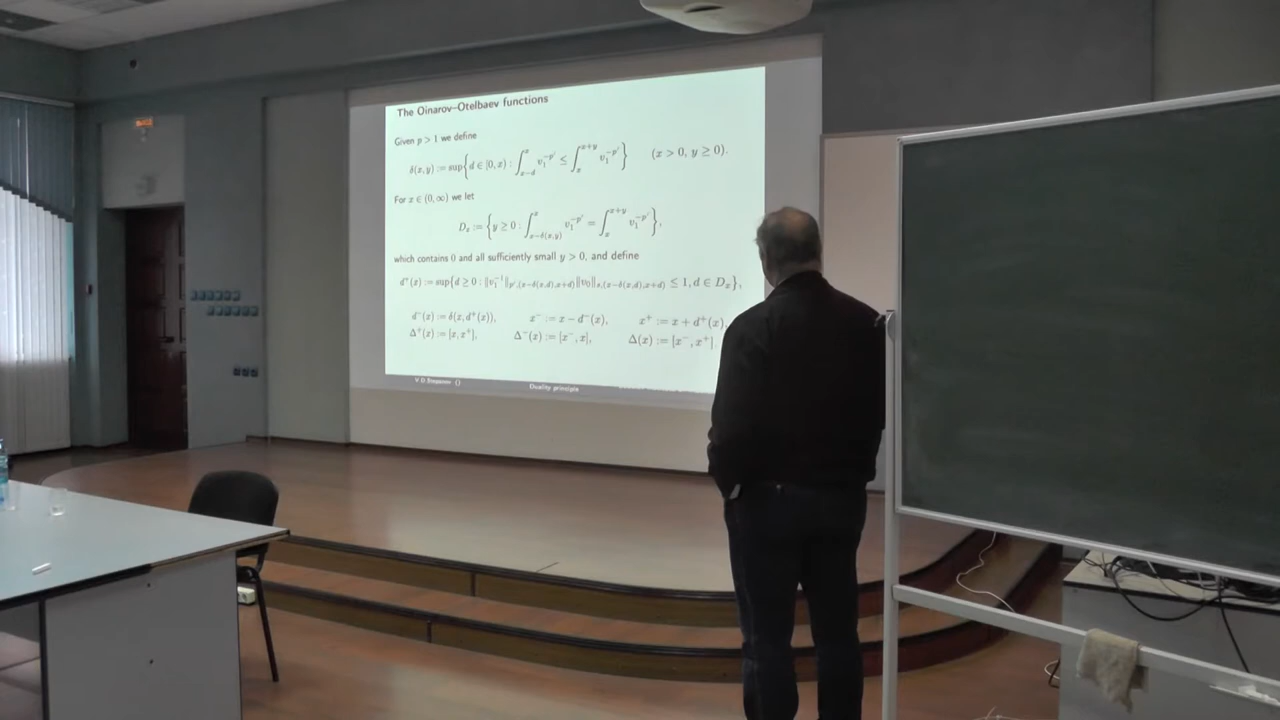 The Oinarov–Otelbaev functions
Given p > 1 we define
δ(x, y) := sup{d ∈ [0, x) : ∫_{x−d}^{x} v_1^{−p′} ≤ ∫_{x}^{x+y} v_1^{−p′}} (x > 0, y ≥ 0).
For x ∈ (0, ∞) we let
D_x := {y ≥ 0 : ∫_{x−δ(x,y)}^{x} v_1^{−p′} = ∫_{x}^{x+y} v_1^{−p′}},
which contains 0 and all sufficiently small y > 0, and define
d⁺(x) := sup{d ≥ 0 : ‖v_1^{−1}‖_{p′,(x−δ(x,d),x+d)}‖v_0‖_{s,(x−δ(x,d),x+d)} ≤ 1, d ∈ D_x},
d⁻(x) := δ(x, d⁺(x)), x⁻ := x − d⁻(x), x⁺ := x + d⁺(x),
Δ⁺(x) := [x, x⁺], Δ⁻(x) := [x⁻, x], Δ(x) := [x⁻, x⁺].
V.D.Stepanov () Duality principle